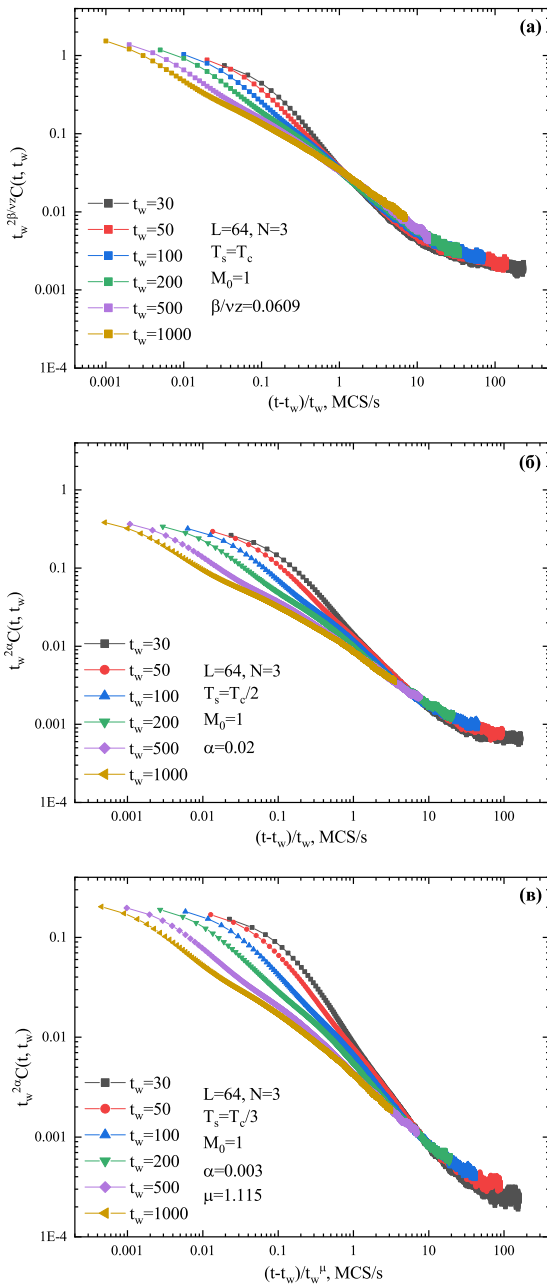 (а)
1
0.1
0.01
0.001
1E-4
t_w^{2β/νz}C(t, t_w)
t_w=30
t_w=50
t_w=100
t_w=200
t_w=500
t_w=1000
L=64, N=3
T_s=T_c
M_0=1
β/νz=0.0609
0.001 0.01 0.1 1 10 100
(t-t_w)/t_w, MCS/s
(б)
1
0.1
0.01
0.001
1E-4
t_w^{2α}C(t, t_w)
t_w=30
t_w=50
t_w=100
t_w=200
t_w=500
t_w=1000
L=64, N=3
T_s=T_c/2
M_0=1
α=0.02
0.001 0.01 0.1 1 10 100
(t-t_w)/t_w, MCS/s
(в)
0.1
0.01
0.001
1E-4
t_w^{2α}C(t, t_w)
t_w=30
t_w=50
t_w=100
t_w=200
t_w=500
t_w=1000
L=64, N=3
T_s=T_c/3
M_0=1
α=0.003
μ=1.115
0.001 0.01 0.1 1 10 100
(t-t_w)/t_w^μ, MCS/s